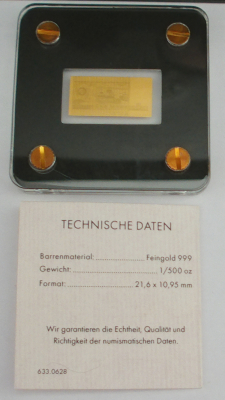 TECHNISCHE DATEN
Barrenmaterial: Feingold 999
Gewicht: 1/500 oz
Format: 21,6 x 10,95 mm
Wir garantieren die Echtheit, Qualität und
Richtigkeit der numismatischen Daten.
633.0628